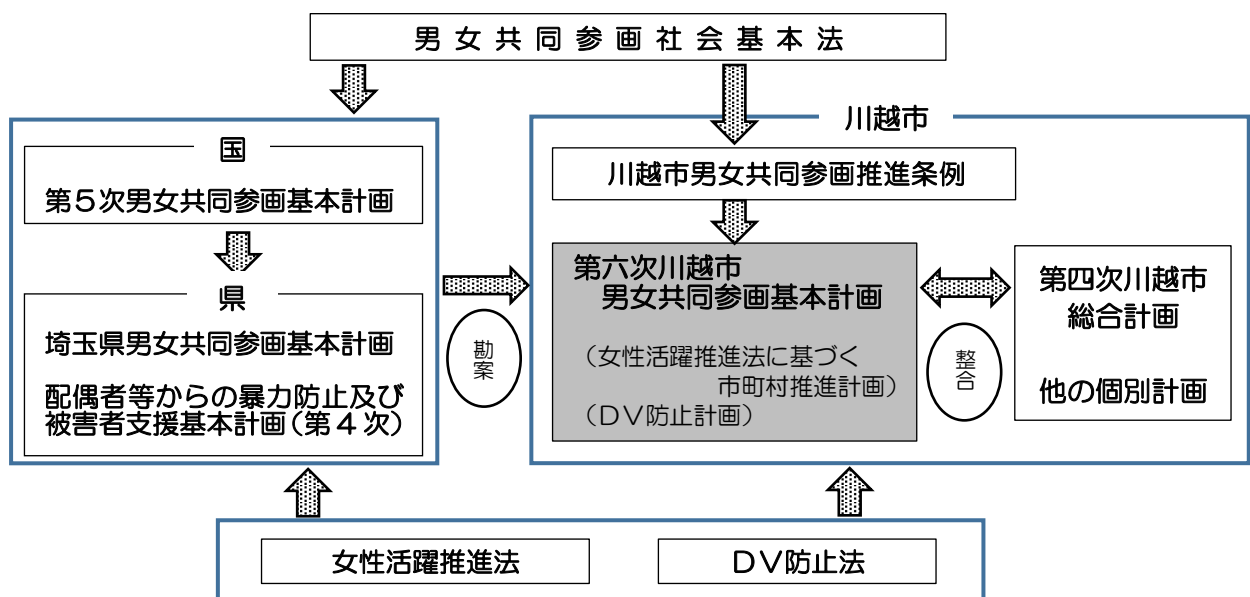 男女共同参画社会基本法
国
第5次男女共同参画基本計画
県
埼玉県男女共同参画基本計画
配偶者等からの暴力防止及び
被害者支援基本計画(第4次)
勘案
川越市
川越市男女共同参画推進条例
第六次川越市
男女共同参画基本計画
(女性活躍推進法に基づく
市町村推進計画)
(DV防止計画)
整合
第四次川越市
総合計画
他の個別計画
女性活躍推進法
DV防止法